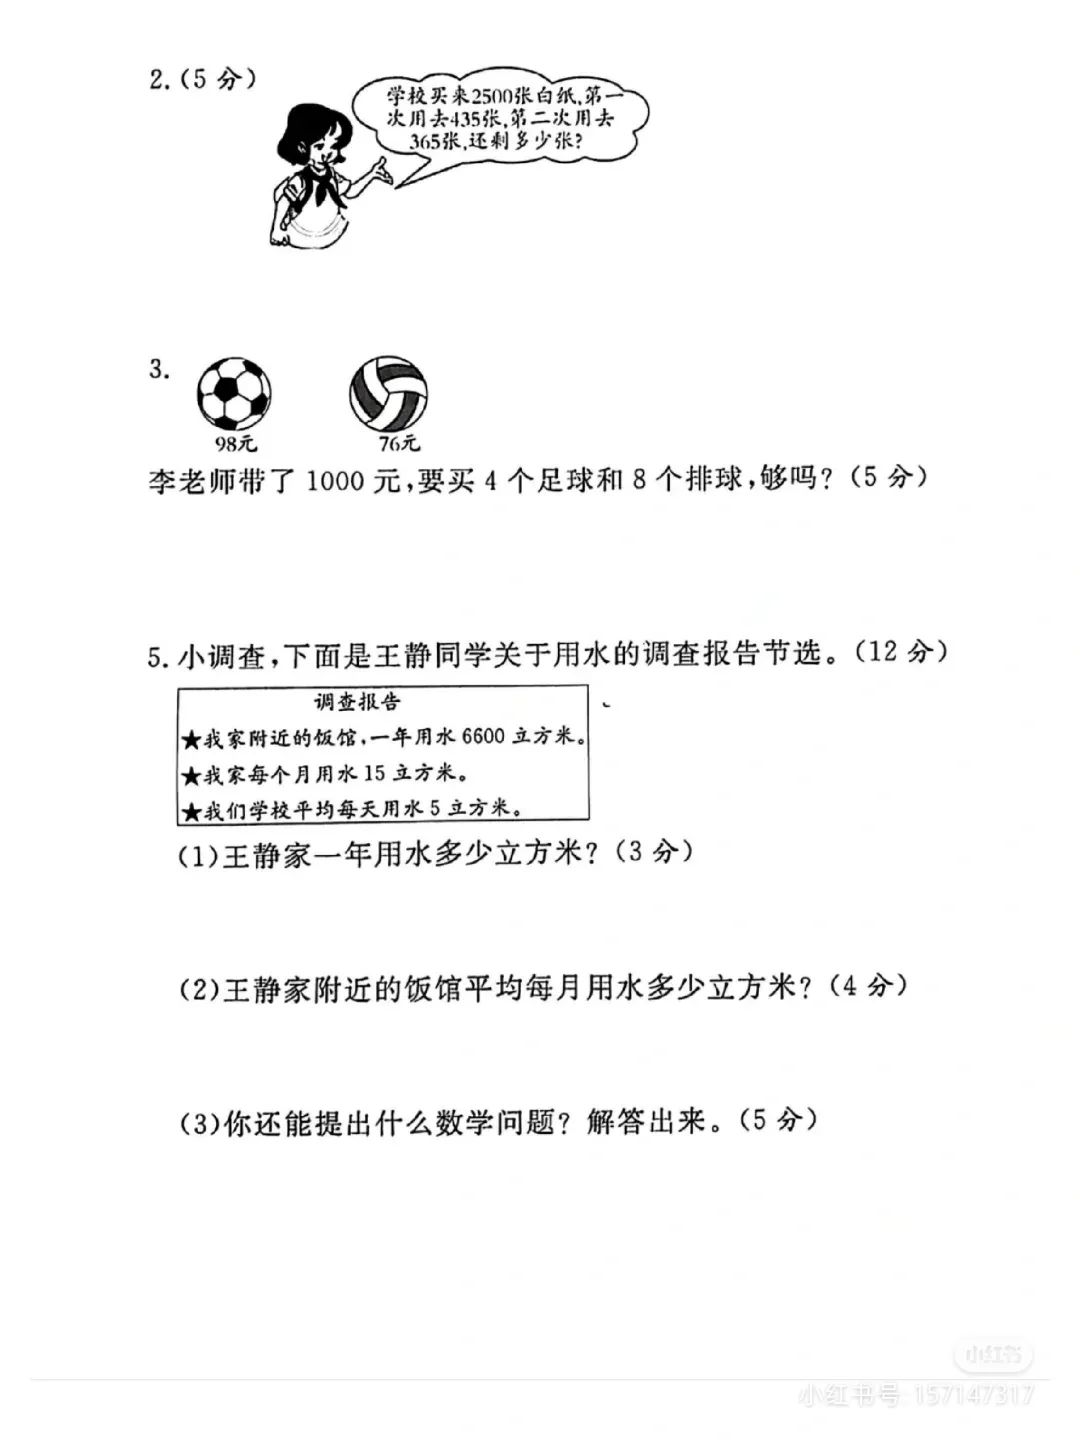 2.(5 分)
学校买来2500张白纸,第一
次用去435张,第二次用去
365张,还剩多少张?
3.
98元 76元
李老师带了 1000 元,要买 4 个足球和 8 个排球,够吗?(5 分)
5.小调查,下面是王静同学关于用水的调查报告节选。(12 分)
调查报告
★我家附近的饭馆,一年用水 6600 立方米。
★我家每个月用水 15 立方米。
★我们学校平均每天用水 5 立方米。
(1)王静家一年用水多少立方米?(3 分)
(2)王静家附近的饭馆平均每月用水多少立方米?(4 分)
(3)你还能提出什么数学问题? 解答出来。(5 分)
小红书
小红书号: 157147317